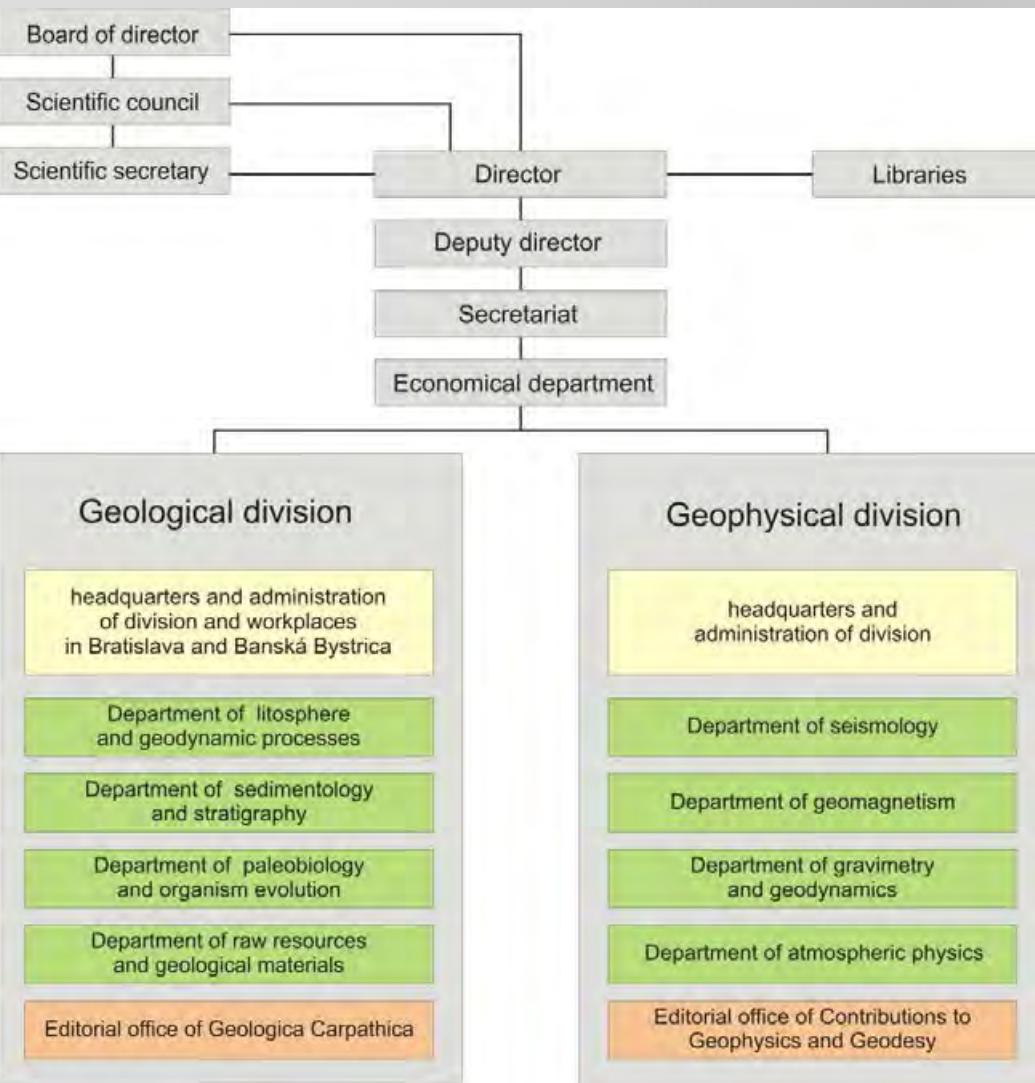 Board of director
Scientific council
Scientific secretary
Director
Libraries
Deputy director
Secretariat
Economical department
Geological division
headquarters and administration
of division and workplaces
in Bratislava and Banská Bystrica
Department of litosphere
and geodynamic processes
Department of sedimentology
and stratigraphy
Department of paleobiology
and organism evolution
Department of raw resources
and geological materials
Editorial office of Geologica Carpathica
Geophysical division
headquarters and
administration of division
Department of seismology
Department of geomagnetism
Department of gravimetry
and geodynamics
Department of atmospheric physics
Editorial office of Contributions to
Geophysics and Geodesy